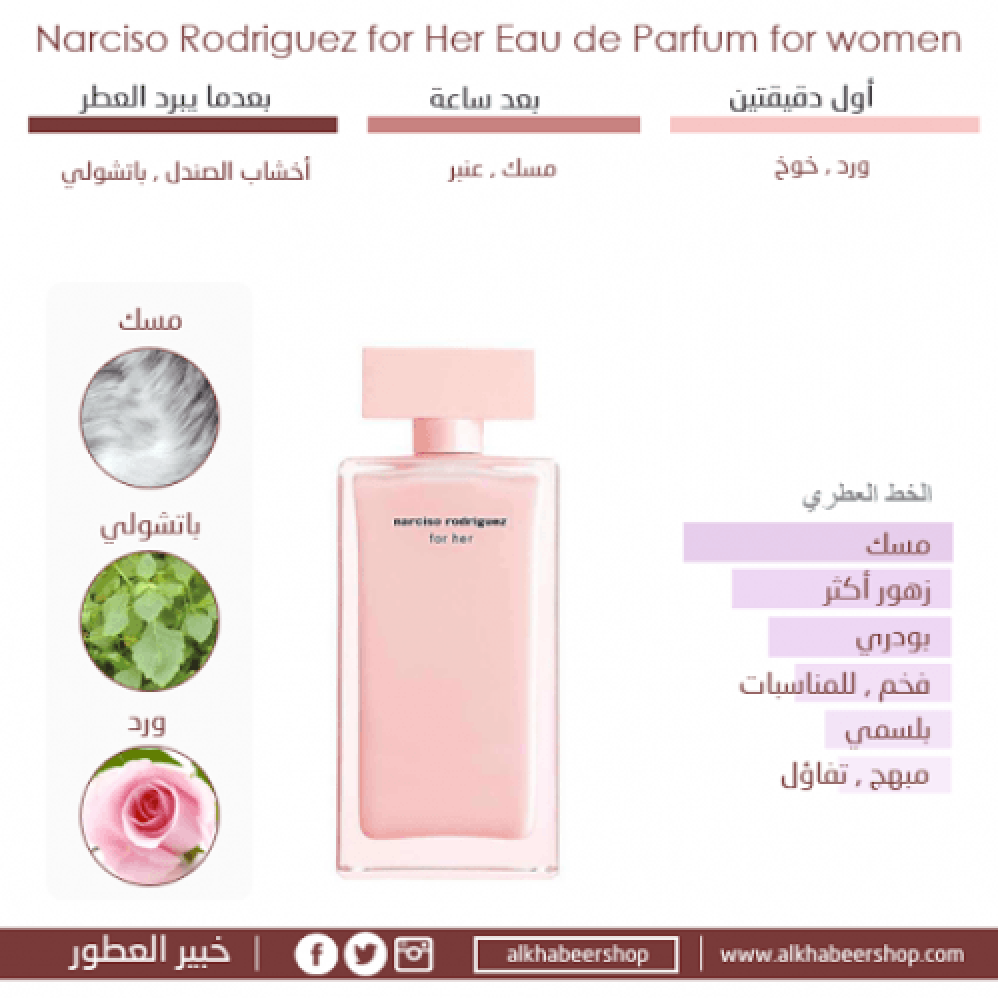 Narciso Rodriguez for Her Eau de Parfum for women
أول دقيقتين
بعد ساعة
بعدما يبرد العطر
ورد , خوخ
مسك , عنبر
أخشاب الصندل , باتشولي
مسك
باتشولي
ورد
narciso rodriguez
for her
الخط العطري
مسك
زهور أكثر
بودري
فخم , للمناسبات
بلسمي
مبهج , تفاؤل
خبير العطور
alkhabeershop
www.alkhabeershop.com